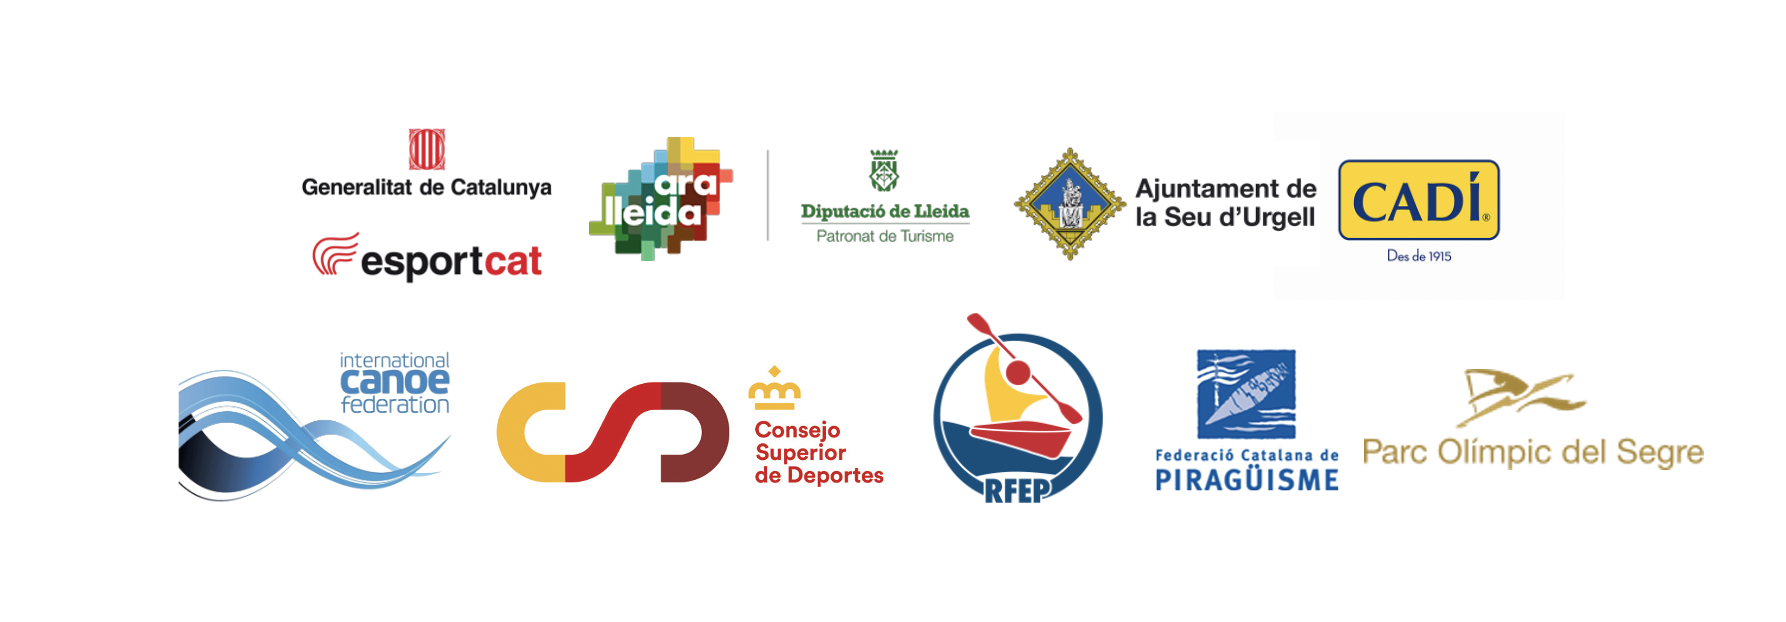 Generalitat de Catalunya
esportcat
ara
lleida
Diputació de Lleida
Patronat de Turisme
Ajuntament de
la Seu d'Urgell
CADÍ®
Des de 1915
international
canoe
federation
Consejo
Superior
de Deportes
RFEP
Federació Catalana de
PIRAGÜISME
Parc Olímpic del Segre